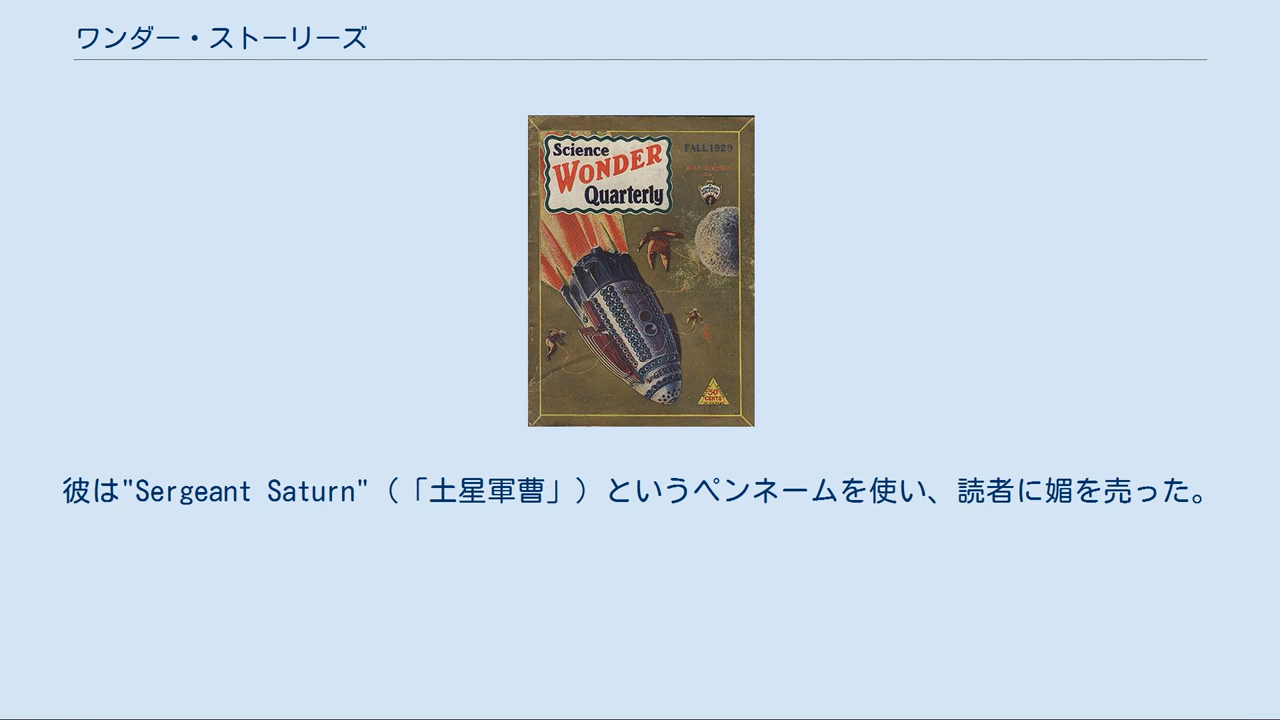 ワンダー・ストーリーズ
Science
WONDER
Quarterly
FALL 1929
50
CENTS
彼は"Sergeant Saturn"（「土星軍曹」）というペンネームを使い、読者に媚を売った。